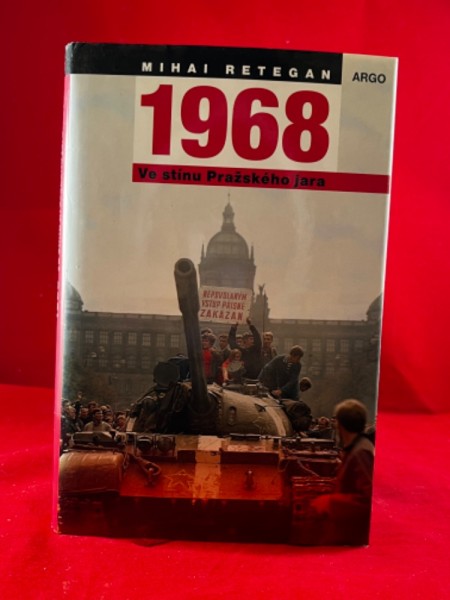 MIHAI RETEGAN
ARGO
1968
Ve stínu Pražského jara
NEPOVOLANÝM
VSTUP PŘÍSNĚ
ZAKÁZÁN